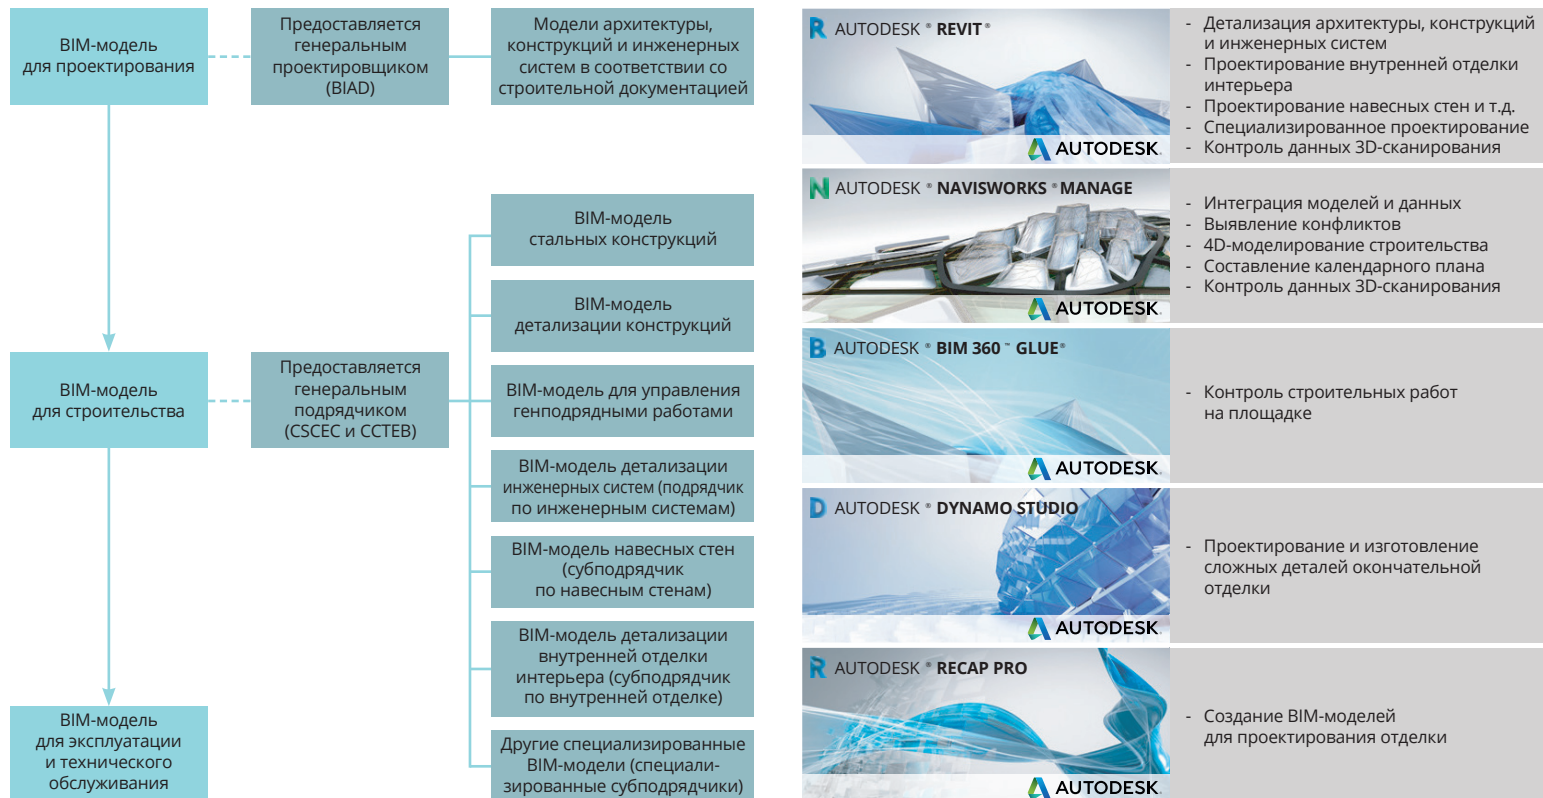 BIM-модель
для проектирования
Предоставляется
генеральным
проектировщиком
(BIAD)
Модели архитектуры,
конструкций и инженерных
систем в соответствии со
строительной документацией
BIM-модель
стальных конструкций
BIM-модель
детализации конструкций
BIM-модель
для строительства
Предоставляется
генеральным
подрядчиком
(CSCEC и CCTEB)
BIM-модель для управления
генподрядными работами
BIM-модель детализации
инженерных систем (подрядчик
по инженерным системам)
BIM-модель навесных стен
(субподрядчик
по навесным стенам)
BIM-модель детализации
внутренней отделки
интерьера (субподрядчик
по внутренней отделке)
BIM-модель
для эксплуатации
и технического
обслуживания
Другие специализированные
BIM-модели (специали-
зированные субподрядчики)
R AUTODESK ® REVIT ®
AUTODESK.
- Детализация архитектуры, конструкций
и инженерных систем
- Проектирование внутренней отделки
интерьера
- Проектирование навесных стен и т.д.
- Специализированное проектирование
- Контроль данных 3D-сканирования
N AUTODESK ® NAVISWORKS ® MANAGE
AUTODESK.
- Интеграция моделей и данных
- Выявление конфликтов
- 4D-моделирование строительства
- Составление календарного плана
- Контроль данных 3D-сканирования
B AUTODESK ® BIM 360 ™ GLUE®
AUTODESK.
- Контроль строительных работ
на площадке
D AUTODESK ® DYNAMO STUDIO
AUTODESK.
- Проектирование и изготовление
сложных деталей окончательной
отделки
R AUTODESK ® RECAP PRO
AUTODESK.
- Создание BIM-моделей
для проектирования отделки